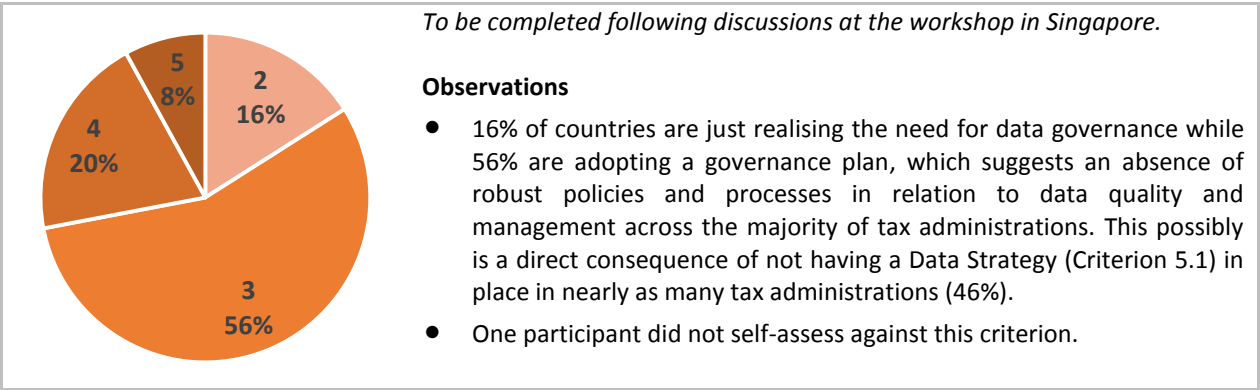 To be completed following discussions at the workshop in Singapore.
Observations
● 16% of countries are just realising the need for data governance while
56% are adopting a governance plan, which suggests an absence of
robust policies and processes in relation to data quality and
management across the majority of tax administrations. This possibly
is a direct consequence of not having a Data Strategy (Criterion 5.1) in
place in nearly as many tax administrations (46%).
● One participant did not self-assess against this criterion.
5
8%
2
16%
4
20%
3
56%